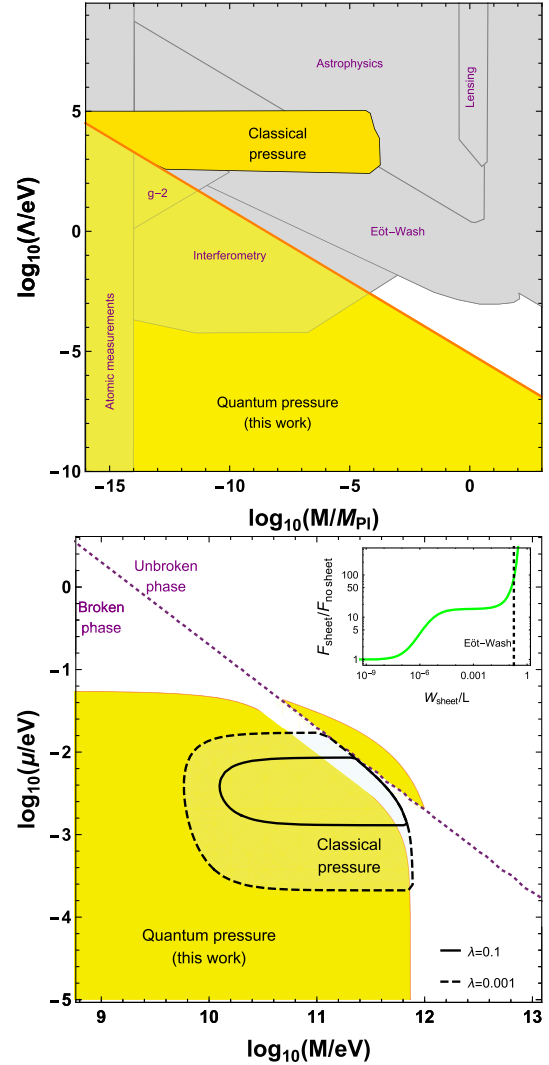 Astrophysics
Lensing
Classical
pressure
g−2
Eöt−Wash
Interferometry
Atomic measurements
Quantum pressure
(this work)
log10(Λ/eV)
5
0
−5
−10
−15
−10
−5
0
log10(M/MPl)
Unbroken
phase
Broken
phase
Fsheet/Fno sheet
100
50
10
5
1
Eöt−Wash
10−9
10−6
0.001
1
Wsheet/L
log10(μ/eV)
0
−1
−2
−3
−4
−5
Classical
pressure
Quantum pressure
(this work)
λ=0.1
λ=0.001
9
10
11
12
13
log10(M/eV)